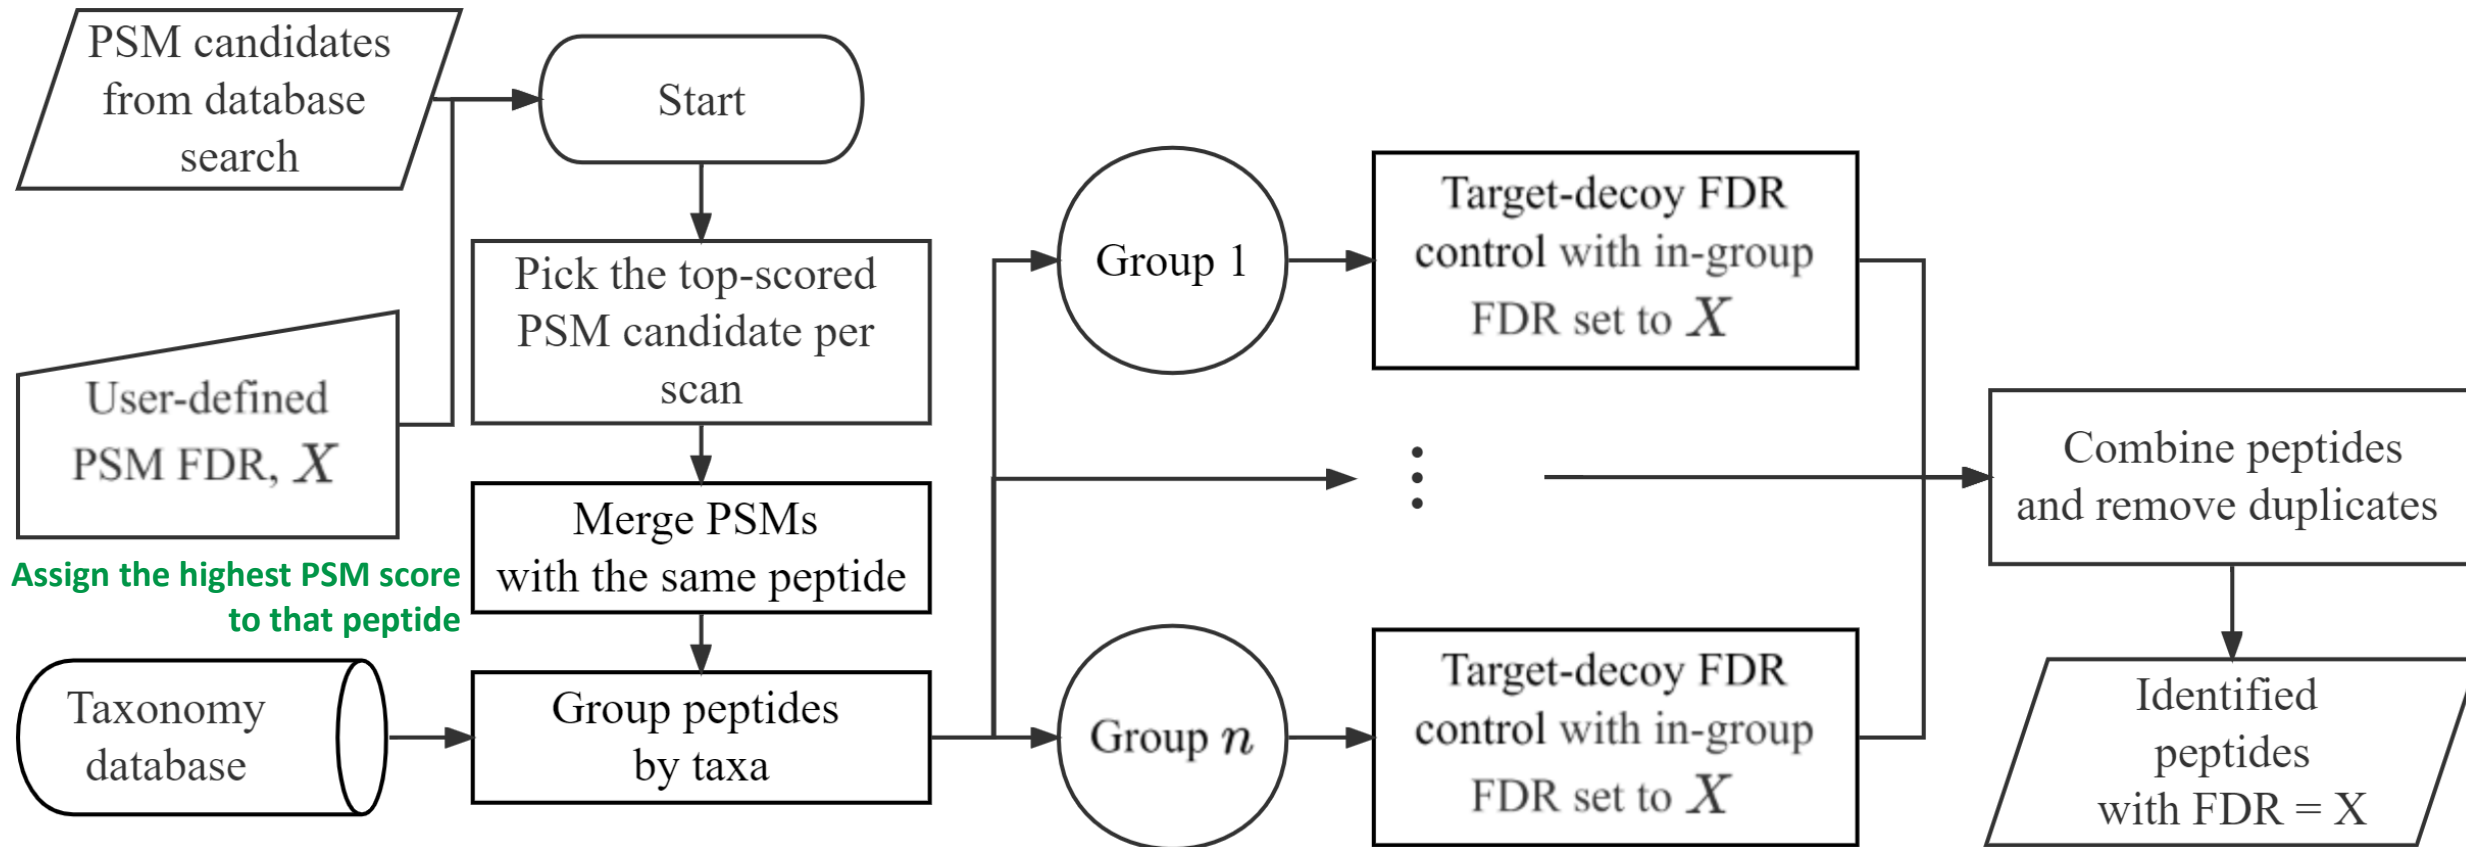 PSM candidates
from database
search
Start
User-defined
PSM FDR, X
Pick the top-scored
PSM candidate per
scan
Merge PSMs
with the same peptide
Assign the highest PSM score
to that peptide
Taxonomy
database
Group peptides
by taxa
Group 1
Target-decoy FDR
control with in-group
FDR set to X
⋮
Group n
Target-decoy FDR
control with in-group
FDR set to X
Combine peptides
and remove duplicates
Identified
peptides
with FDR = X